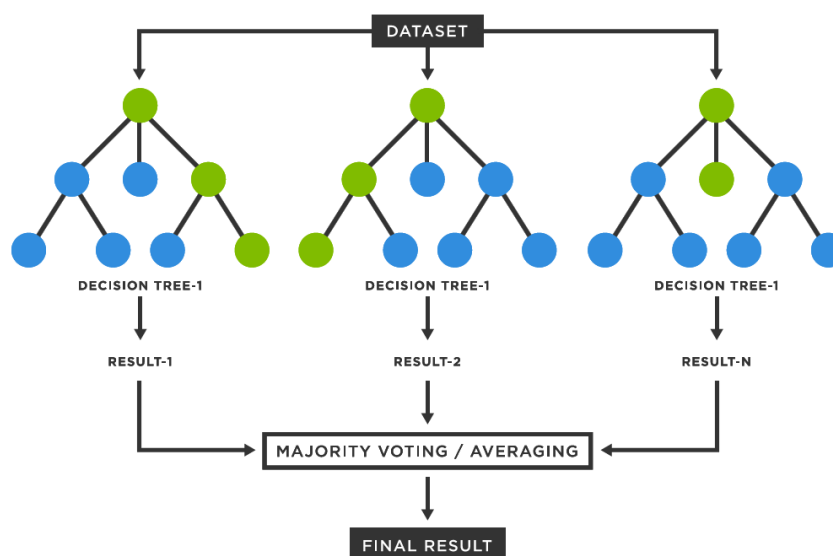 DATASET
DECISION TREE-1
DECISION TREE-1
DECISION TREE-1
RESULT-1
RESULT-2
RESULT-N
MAJORITY VOTING / AVERAGING
FINAL RESULT